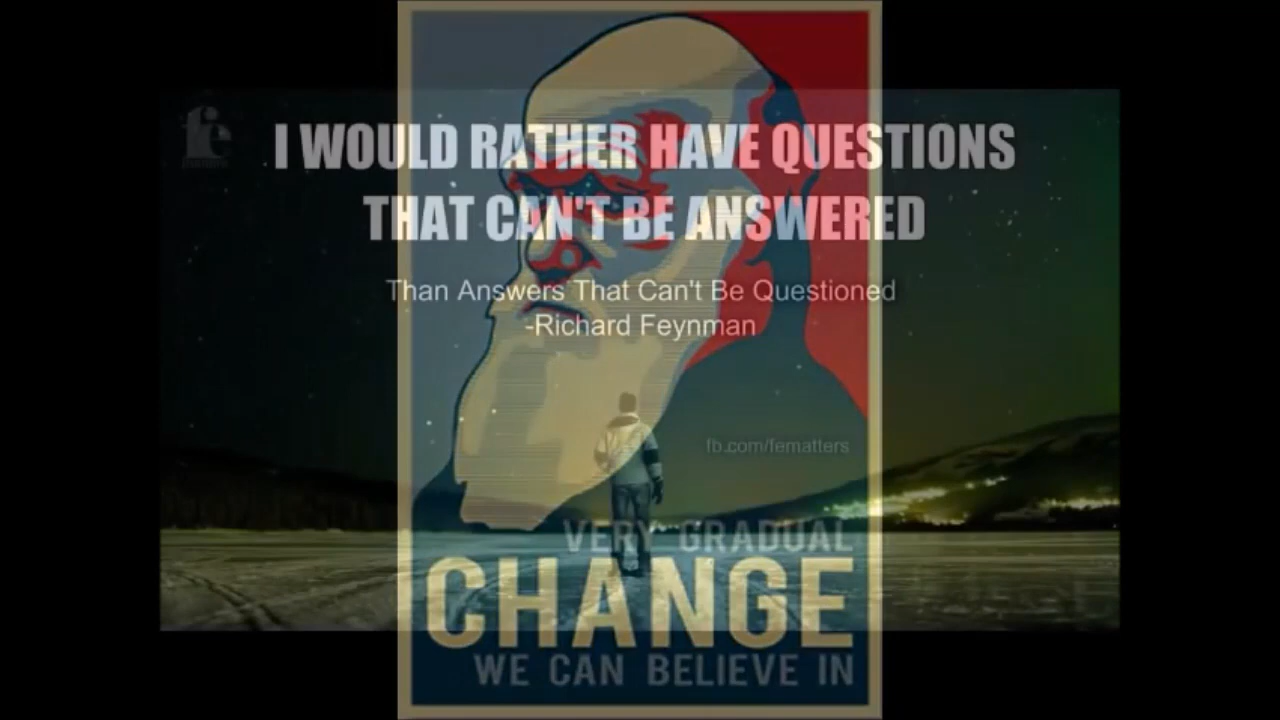 fe
I WOULD RATHER HAVE QUESTIONS
THAT CAN'T BE ANSWERED
Than Answers That Can't Be Questioned
-Richard Feynman
fb.com/fematters
VERY GRADUAL
CHANGE
WE CAN BELIEVE IN